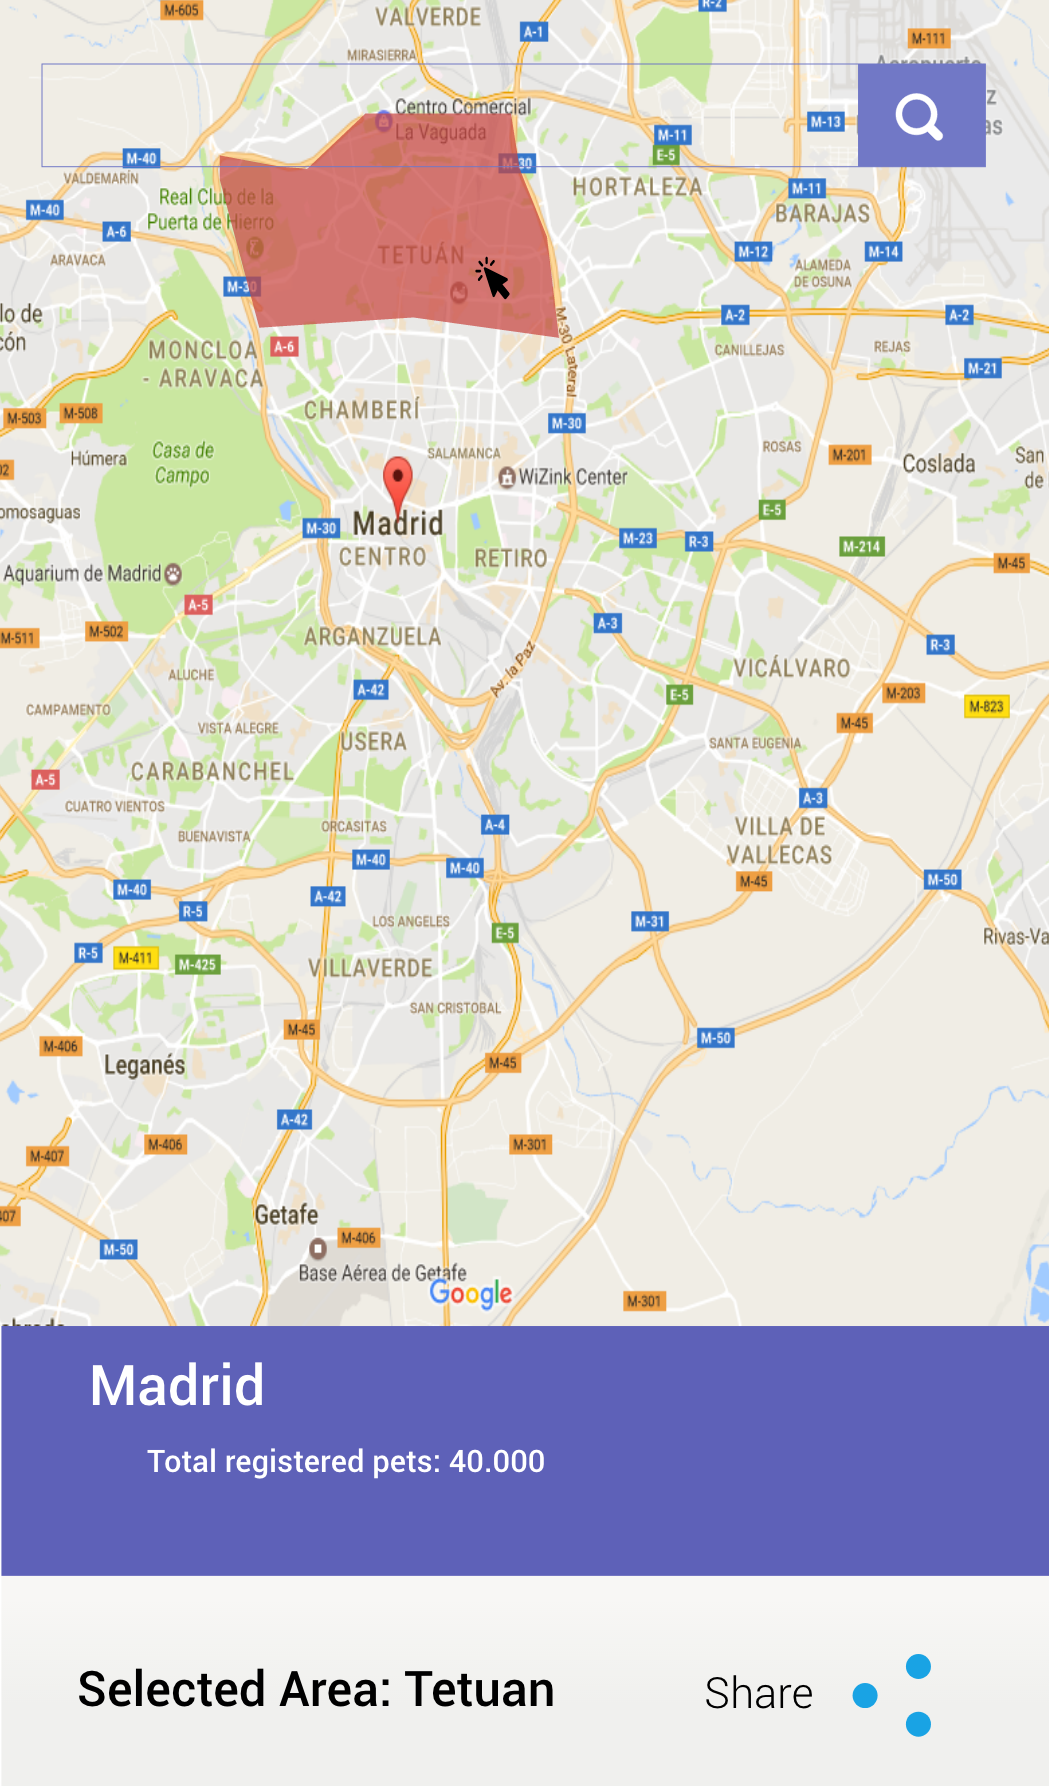 M-605
VALVERDE
R-2
A-1
M-111
MIRASIERRA
Aeropuerto
Centro Comercial
La Vaguada
M-13
M-11
E-5
M-40
M-30
VALDEMARÍN
Real Club de la
Puerta de Hierro
HORTALEZA
M-11
BARAJAS
M-40
A-6
ARAVACA
TETUÁN
M-12
M-14
ALAMEDA
DE OSUNA
M-30
A-2
A-2
M-30 Lateral
MONCLOA
- ARAVACA
A-6
CANILLEJAS
REJAS
M-21
CHAMBERÍ
M-503
M-508
M-30
Casa de
Campo
Húmera
SALAMANCA
ROSAS
M-201
Coslada
San
de
WiZink Center
omosaguas
M-30
Madrid
CENTRO
RETIRO
E-5
M-23
R-3
M-214
M-45
Aquarium de Madrid
A-5
M-511
M-502
ARGANZUELA
A-3
R-3
Av. la Paz
VICÁLVARO
ALUCHE
A-42
E-5
M-203
M-823
CAMPAMENTO
VISTA ALEGRE
USERA
M-45
SANTA EUGENIA
CARABANCHEL
A-5
CUATRO VIENTOS
A-3
BUENAVISTA
ORCASITAS
A-4
VILLA DE
VALLECAS
M-40
M-40
M-45
M-50
M-40
A-42
R-5
LOS ANGELES
M-31
E-5
Rivas-Va
R-5
M-411
M-425
VILLAVERDE
SAN CRISTOBAL
M-45
M-50
M-406
Leganés
M-45
A-42
M-406
M-301
M-407
Getafe
407
M-406
M-50
Base Aérea de Getafe
Google
M-301
Madrid
Total registered pets: 40.000
Selected Area: Tetuan
Share